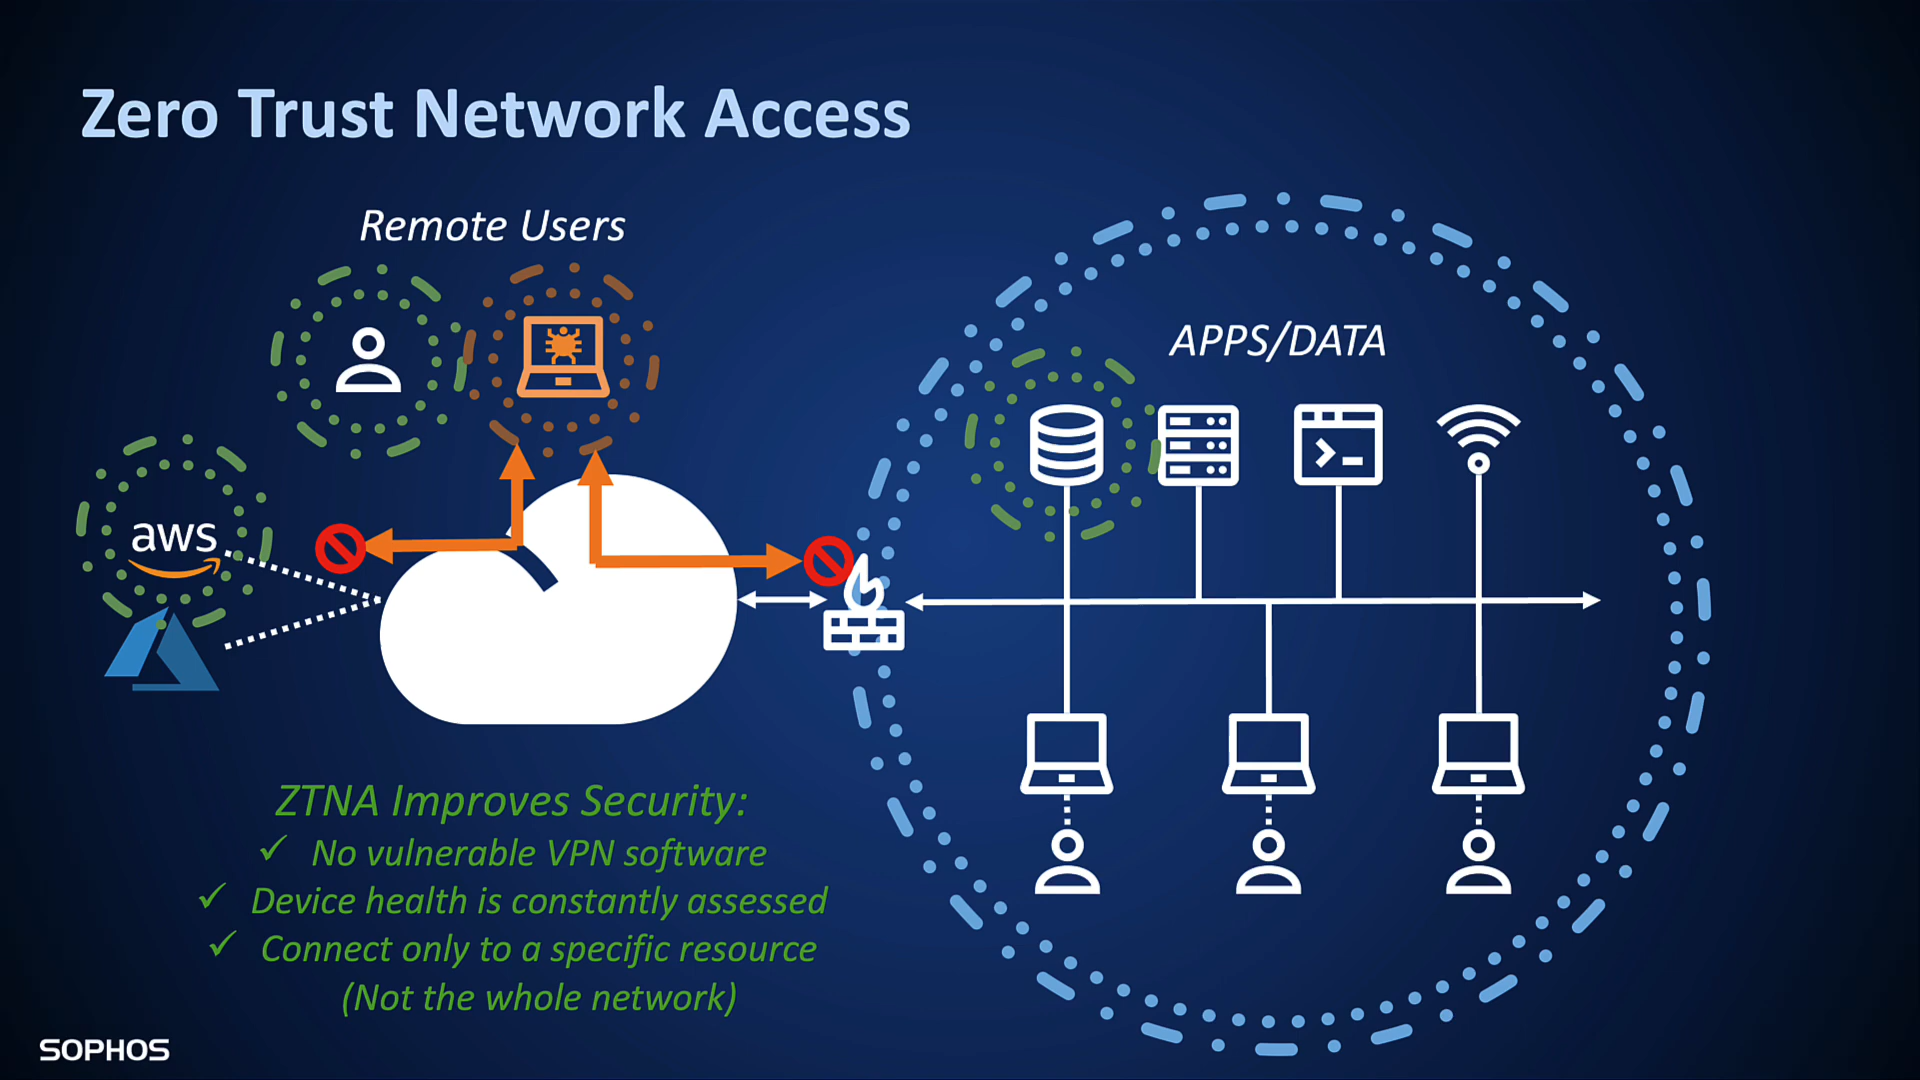 Zero Trust Network Access
Remote Users
APPS/DATA
aws
ZTNA Improves Security:
✓ No vulnerable VPN software
✓ Device health is constantly assessed
✓ Connect only to a specific resource
(Not the whole network)
SOPHOS